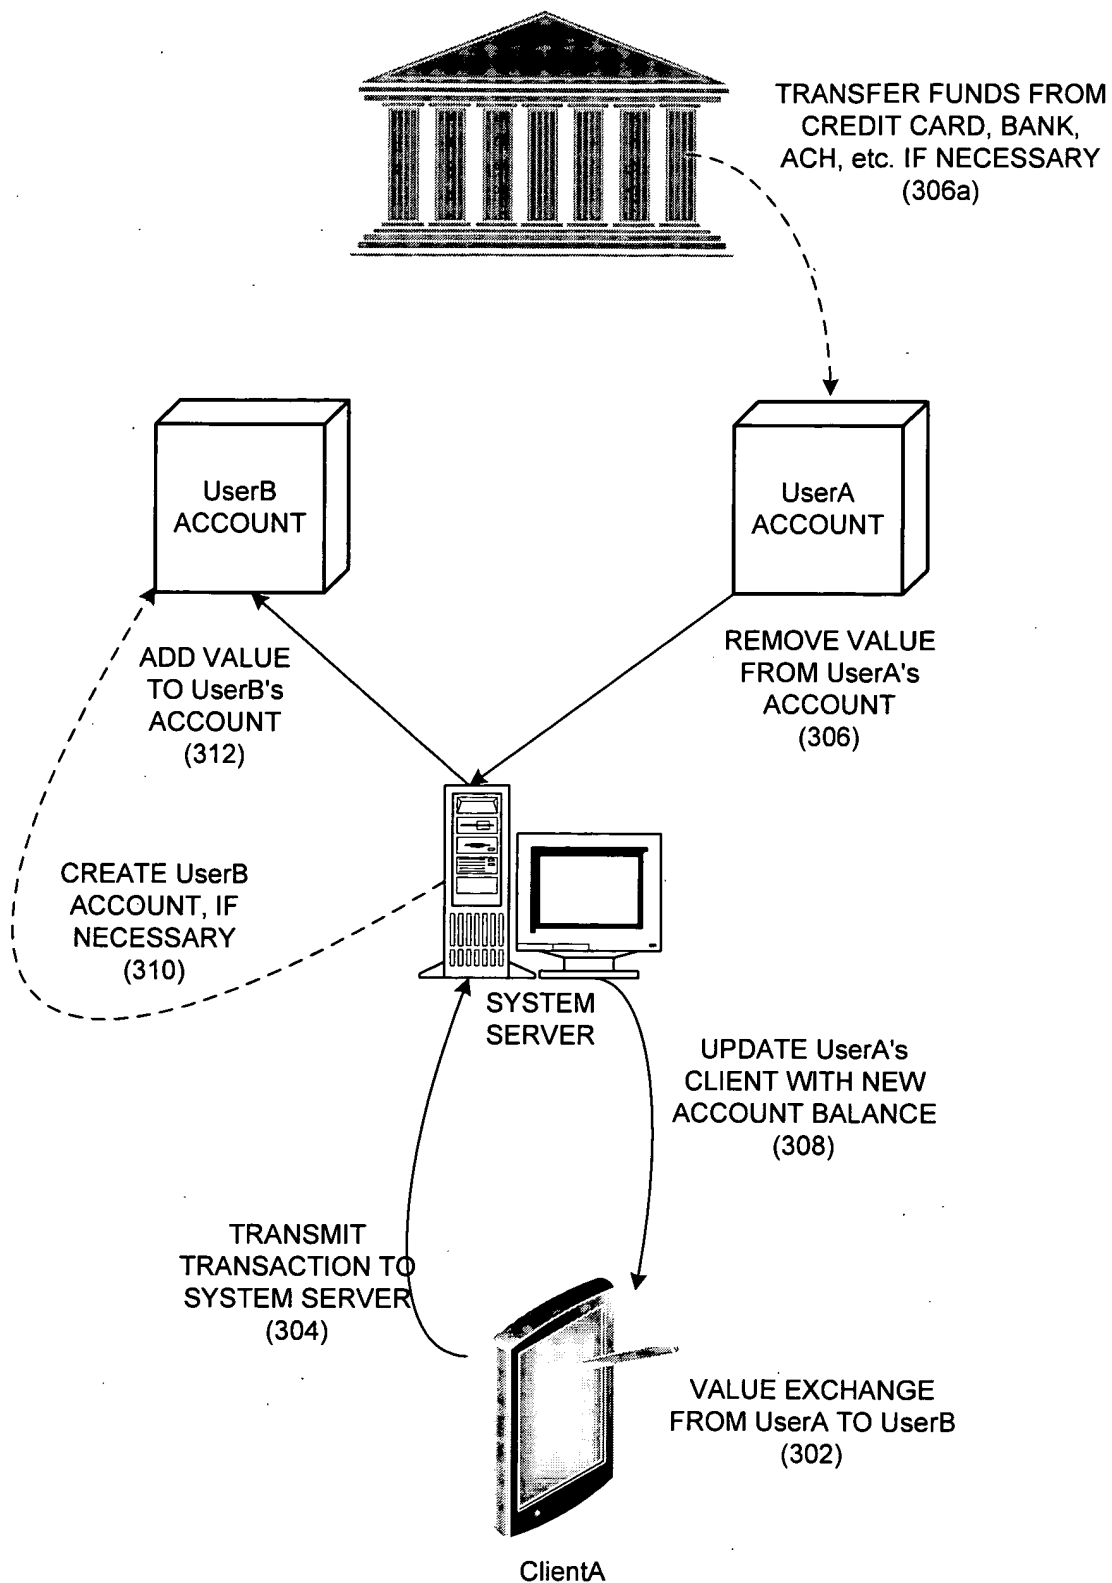 TRANSFER FUNDS FROM
CREDIT CARD, BANK,
ACH, etc. IF NECESSARY
(306a)
UserB
ACCOUNT
UserA
ACCOUNT
ADD VALUE
TO UserB's
ACCOUNT
(312)
REMOVE VALUE
FROM UserA's
ACCOUNT
(306)
CREATE UserB
ACCOUNT, IF
NECESSARY
(310)
SYSTEM
SERVER
UPDATE UserA's
CLIENT WITH NEW
ACCOUNT BALANCE
(308)
TRANSMIT
TRANSACTION TO
SYSTEM SERVER
(304)
VALUE EXCHANGE
FROM UserA TO UserB
(302)
ClientA